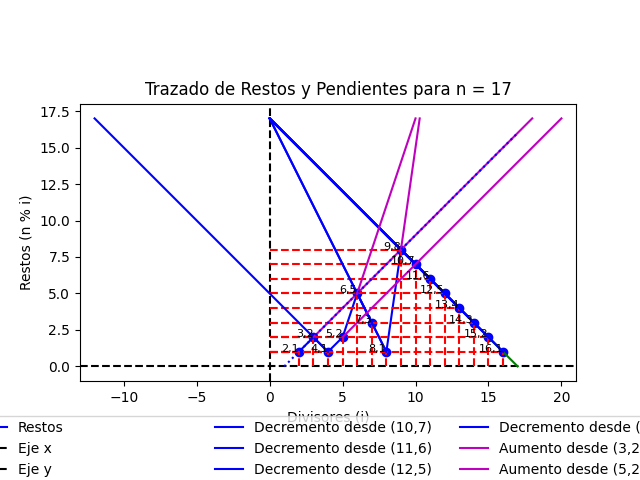 Trazado de Restos y Pendientes para n = 17
Restos (n % i)
17.5
15.0
12.5
10.0
7.5
5.0
2.5
0.0
9,8
10,7
11,6
6,5
12,5
13,4
7,3
14,3
3,2
5,2
15,2
2,1
4,1
8,1
16,1
−10
−5
0
5
10
15
20
Divisores (i)
Restos
Decremento desde (10,7)
Decremento desde (
Eje x
Decremento desde (11,6)
Aumento desde (3,2
Eje y
Decremento desde (12,5)
Aumento desde (5,2